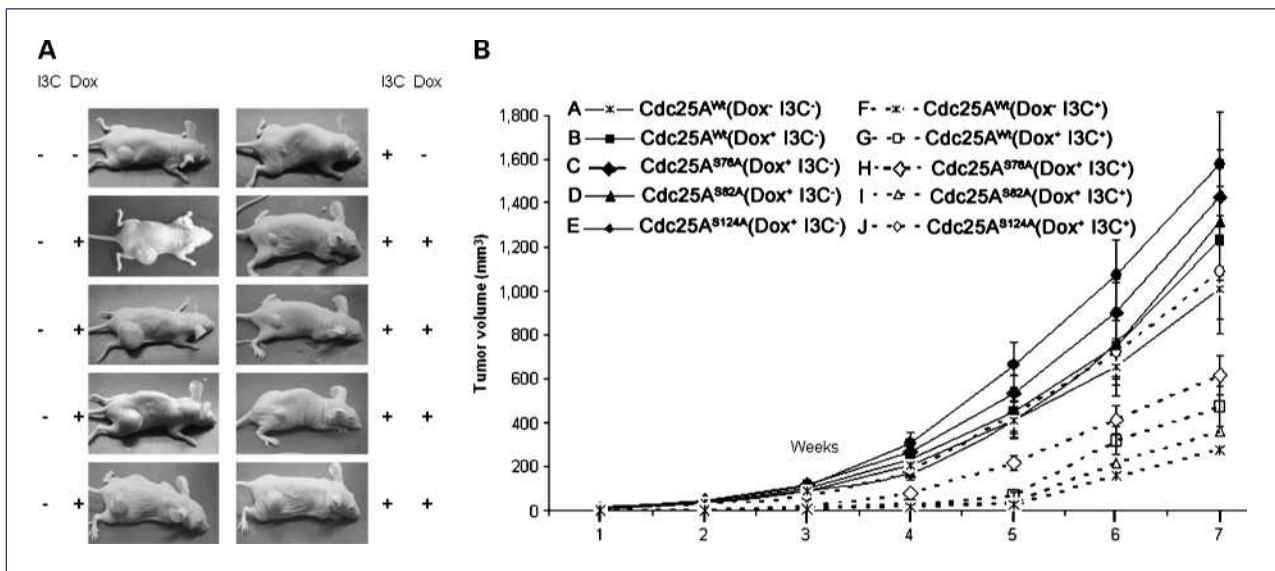 A
I3C Dox I3C Dox
- - + -
- + + +
- + + +
- + + +
- + + +
B
A Cdc25A^Wt(Dox⁻ I3C⁻) F Cdc25A^Wt(Dox⁻ I3C⁺)
B Cdc25A^Wt(Dox⁺ I3C⁻) G Cdc25A^Wt(Dox⁺ I3C⁺)
C Cdc25A^S76A(Dox⁺ I3C⁻) H Cdc25A^S76A(Dox⁺ I3C⁺)
D Cdc25A^S82A(Dox⁺ I3C⁻) I Cdc25A^S82A(Dox⁺ I3C⁺)
E Cdc25A^S124A(Dox⁺ I3C⁻) J Cdc25A^S124A(Dox⁺ I3C⁺)
Tumor volume (mm³)
1,800
1,600
1,400
1,200
1,000
800
600
400
200
0
Weeks
1 2 3 4 5 6 7